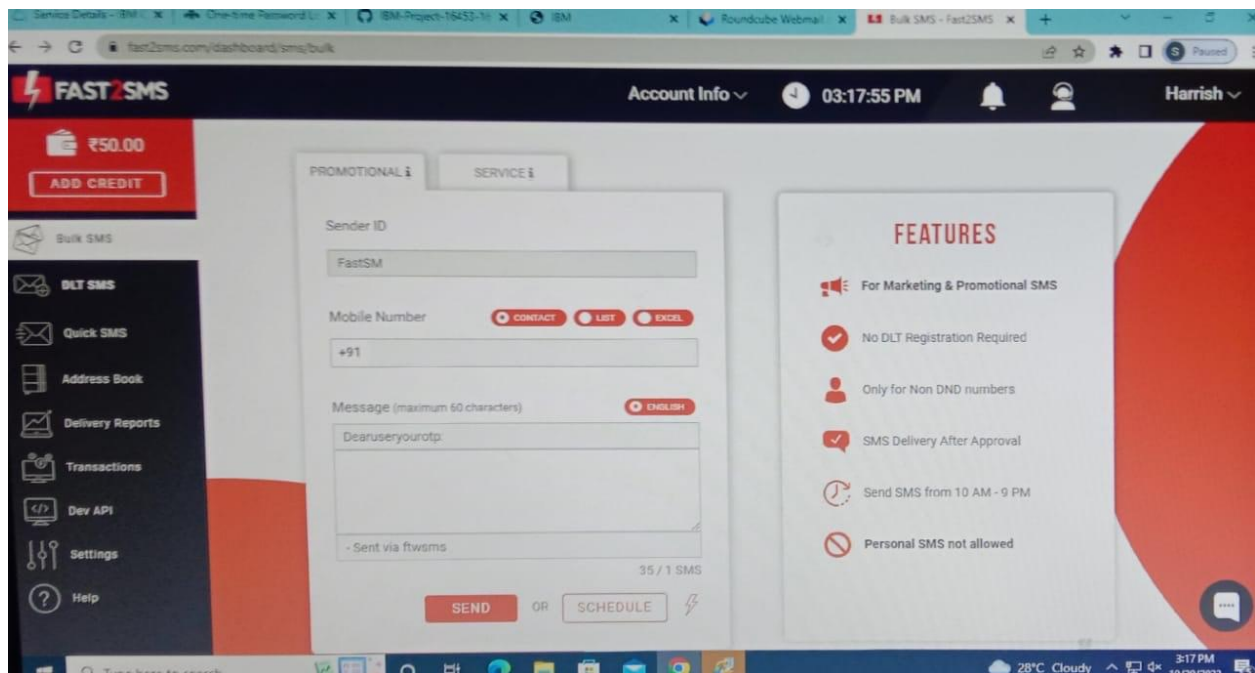 Service Details - IBM C
One-time Password
IBM-Project-16453-16
IBM
Roundcube Webmail
Bulk SMS - Fast2SMS
fast2sms.com/dashboard/sms/bulk
S Paused
FAST2SMS
Account Info
03:17:55 PM
Harrish
₹50.00
ADD CREDIT
Bulk SMS
DLT SMS
Quick SMS
Address Book
Delivery Reports
Transactions
Dev API
Settings
Help
PROMOTIONAL i
SERVICE i
Sender ID
FastSM
Mobile Number
CONTACT
LIST
EXCEL
+91
Message (maximum 60 characters)
ENGLISH
Dearuseryourotp:
- Sent via ftwsms
35 / 1 SMS
SEND
OR
SCHEDULE
FEATURES
For Marketing & Promotional SMS
No DLT Registration Required
Only for Non DND numbers
SMS Delivery After Approval
Send SMS from 10 AM - 9 PM
Personal SMS not allowed
Type here to search
28°C Cloudy
3:17 PM